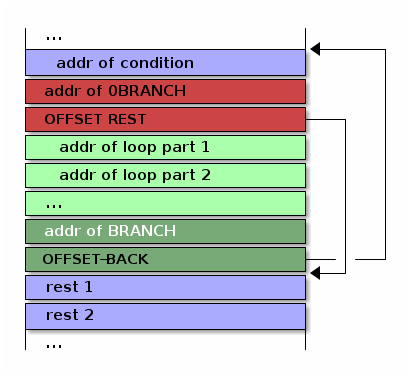 ...
addr of condition
addr of 0BRANCH
OFFSET REST
addr of loop part 1
addr of loop part 2
...
addr of BRANCH
OFFSET-BACK
rest 1
rest 2
...